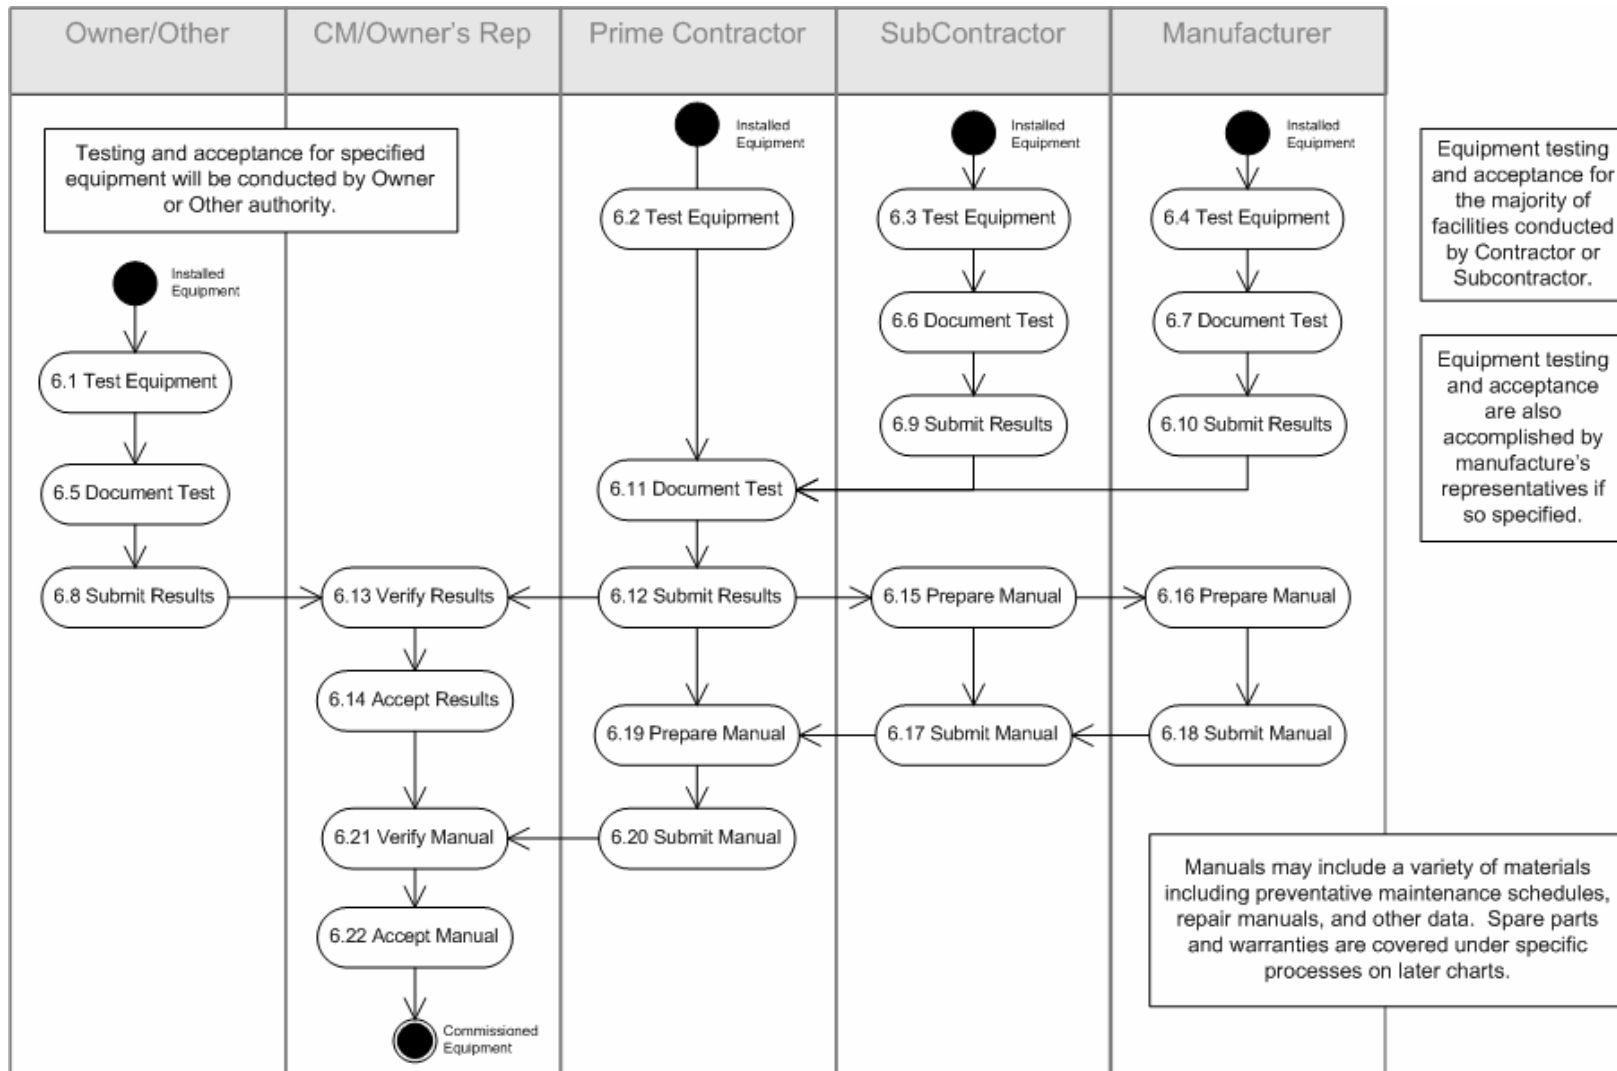 Owner/Other
CM/Owner's Rep
Prime Contractor
SubContractor
Manufacturer
Installed
Equipment
Installed
Equipment
Installed
Equipment
Testing and acceptance for specified
equipment will be conducted by Owner
or Other authority.
Equipment testing
and acceptance for
the majority of
facilities conducted
by Contractor or
Subcontractor.
6.2 Test Equipment
6.3 Test Equipment
6.4 Test Equipment
Installed
Equipment
6.6 Document Test
6.7 Document Test
6.1 Test Equipment
Equipment testing
and acceptance
are also
accomplished by
manufacture's
representatives if
so specified.
6.9 Submit Results
6.10 Submit Results
6.5 Document Test
6.11 Document Test
6.8 Submit Results
6.13 Verify Results
6.12 Submit Results
6.15 Prepare Manual
6.16 Prepare Manual
6.14 Accept Results
6.19 Prepare Manual
6.17 Submit Manual
6.18 Submit Manual
6.21 Verify Manual
6.20 Submit Manual
Manuals may include a variety of materials
including preventative maintenance schedules,
repair manuals, and other data. Spare parts
and warranties are covered under specific
processes on later charts.
6.22 Accept Manual
Commissioned
Equipment